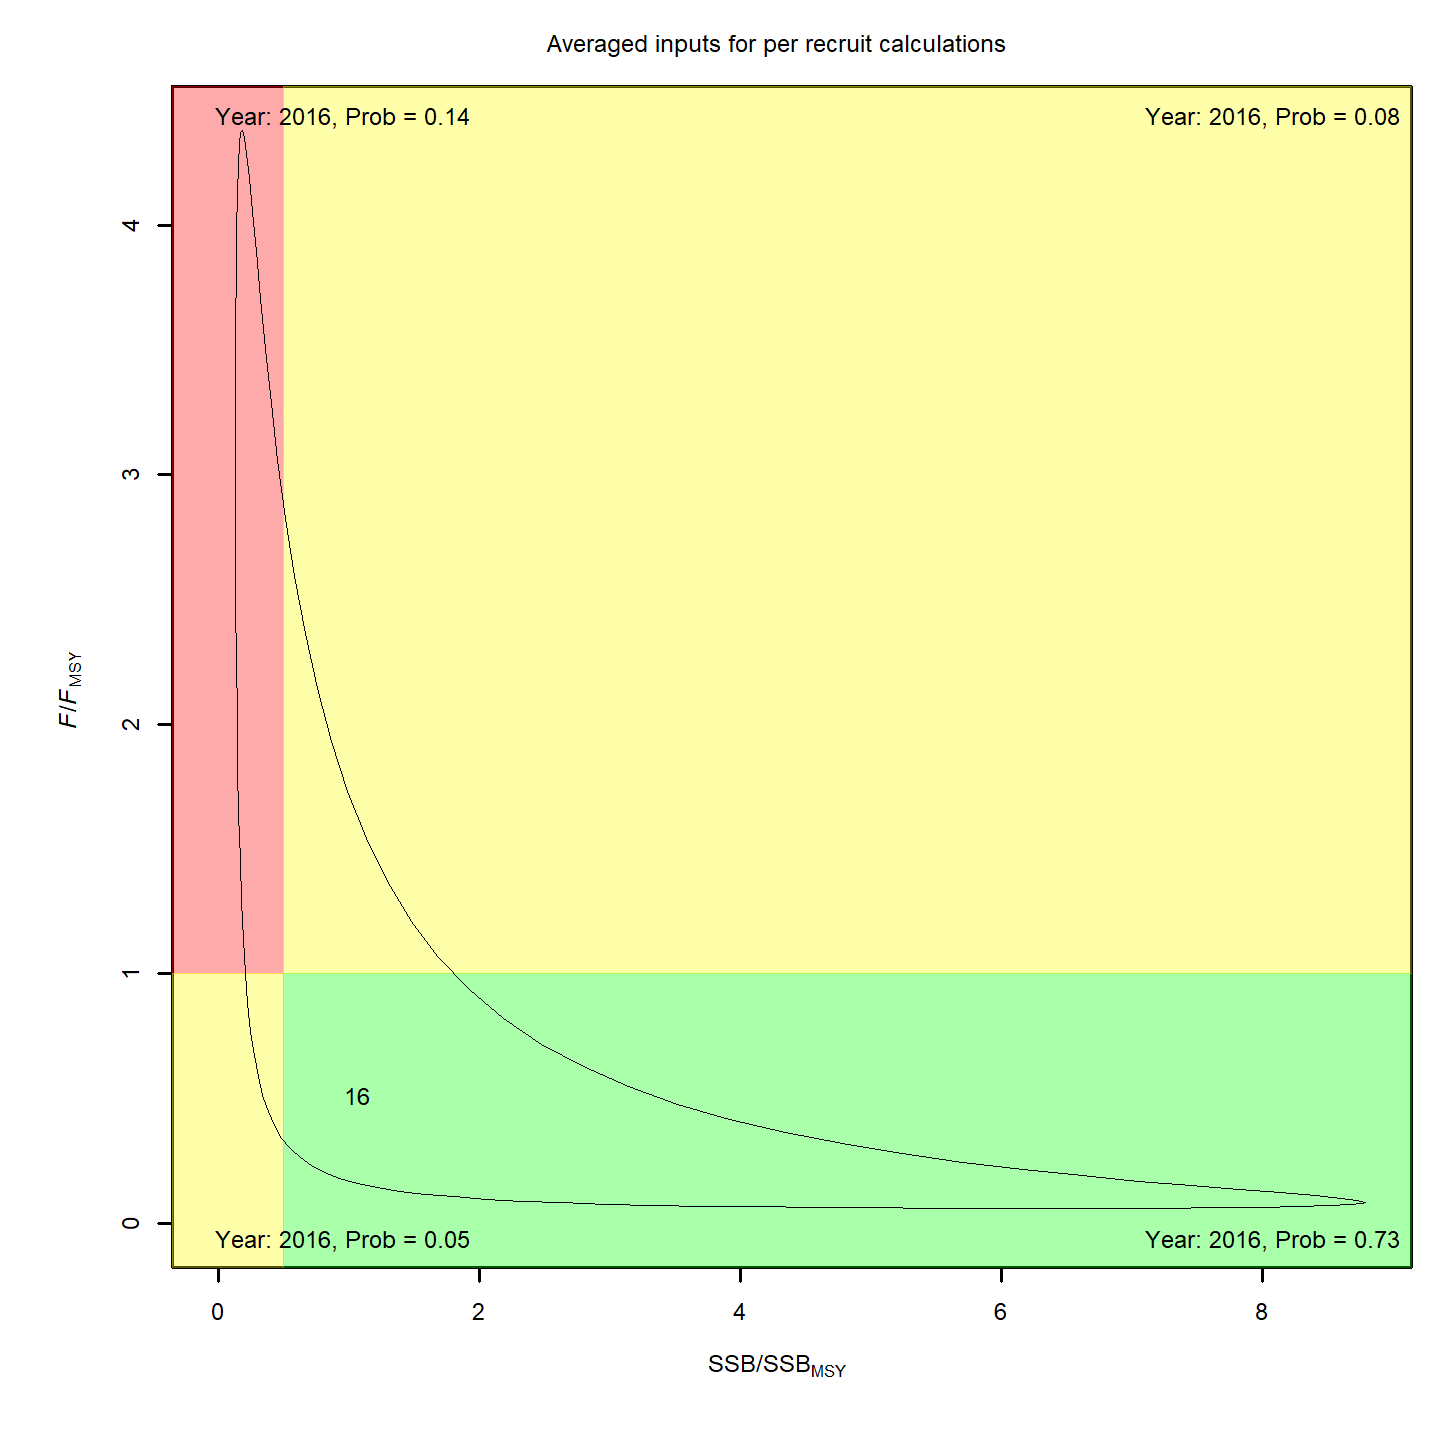 Averaged inputs for per recruit calculations
Year: 2016, Prob = 0.14
Year: 2016, Prob = 0.08
4
3
2
1
0
F/FMSY
16
Year: 2016, Prob = 0.05
Year: 2016, Prob = 0.73
0 2 4 6 8
SSB/SSBMSY